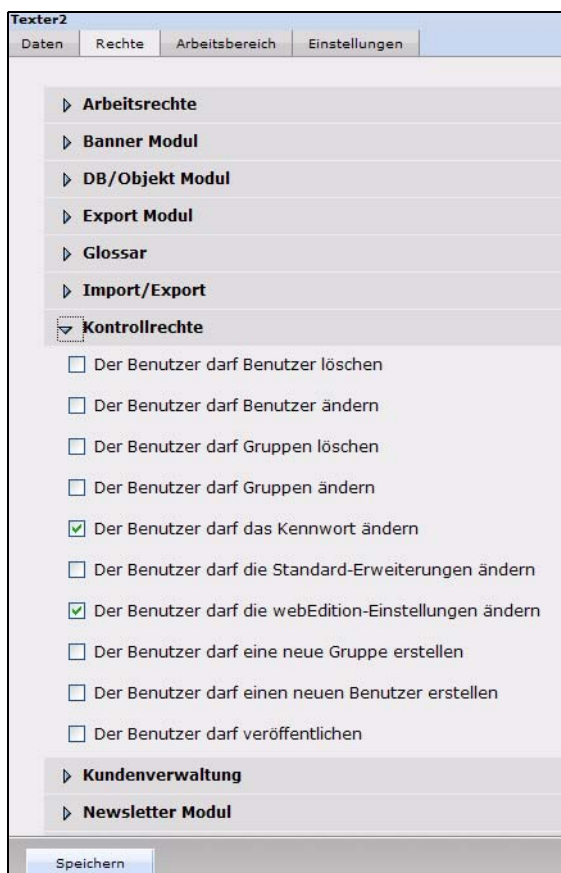 Texter2
Daten Rechte Arbeitsbereich Einstellungen
Arbeitsrechte
Banner Modul
DB/Objekt Modul
Export Modul
Glossar
Import/Export
Kontrollrechte
Der Benutzer darf Benutzer löschen
Der Benutzer darf Benutzer ändern
Der Benutzer darf Gruppen löschen
Der Benutzer darf Gruppen ändern
Der Benutzer darf das Kennwort ändern
Der Benutzer darf die Standard-Erweiterungen ändern
Der Benutzer darf die webEdition-Einstellungen ändern
Der Benutzer darf eine neue Gruppe erstellen
Der Benutzer darf einen neuen Benutzer erstellen
Der Benutzer darf veröffentlichen
Kundenverwaltung
Newsletter Modul
Speichern